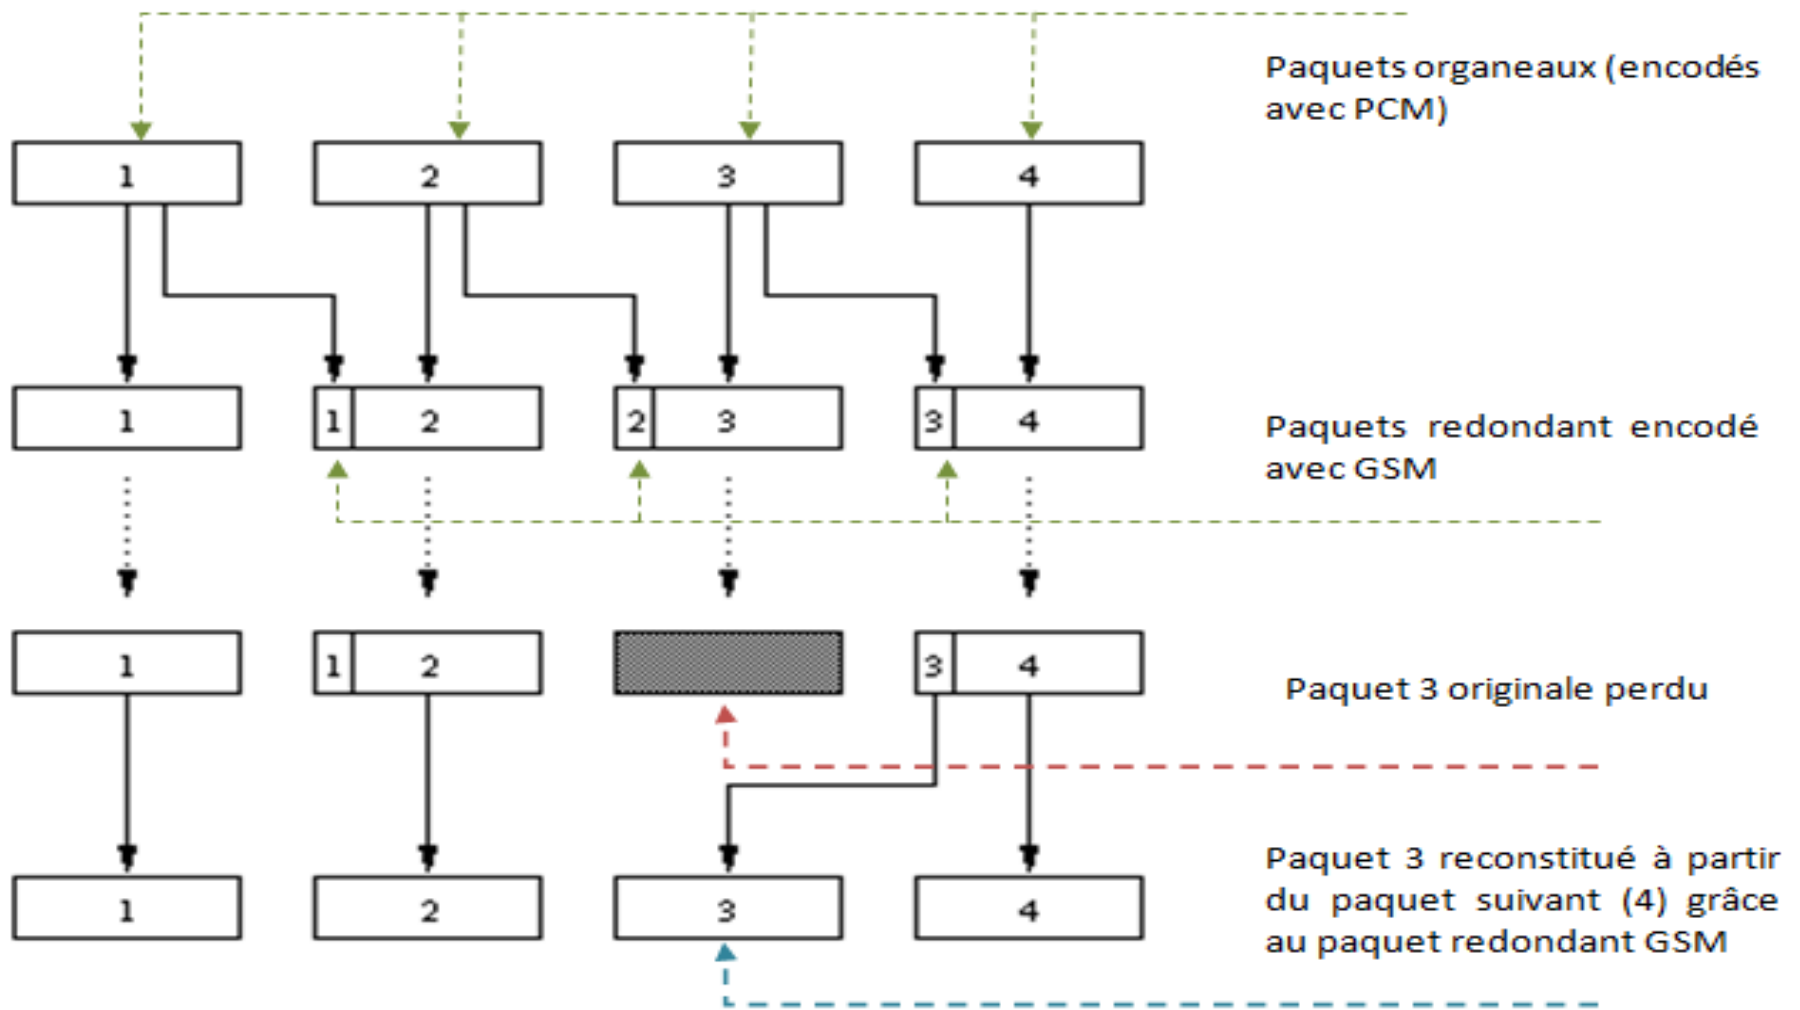 Paquets organeaux (encodés
avec PCM)
1 2 3 4
1 1 2 2 3 3 4
Paquets redondant encodé
avec GSM
1 1 2 3 4
Paquet 3 originale perdu
Paquet 3 reconstitué à partir
du paquet suivant (4) grâce
au paquet redondant GSM
1 2 3 4